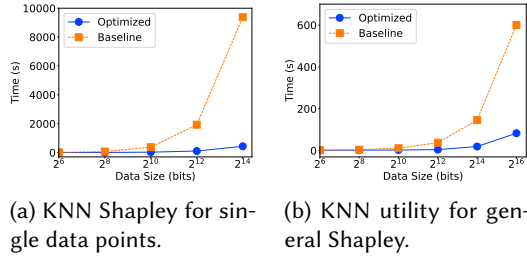 10000
8000
6000
4000
2000
0
Time (s)
Optimized
Baseline
2^6 2^8 2^10 2^12 2^14
Data Size (bits)
(a) KNN Shapley for sin-
gle data points.
600
400
200
0
Time (s)
Optimized
Baseline
2^6 2^8 2^10 2^12 2^14 2^16
Data Size (bits)
(b) KNN utility for gen-
eral Shapley.